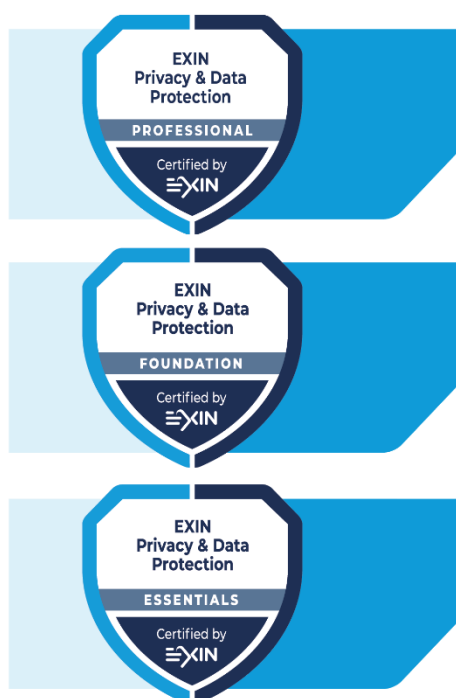 EXIN
Privacy & Data
Protection
PROFESSIONAL
Certified by
EXIN
EXIN
Privacy & Data
Protection
FOUNDATION
Certified by
EXIN
EXIN
Privacy & Data
Protection
ESSENTIALS
Certified by
EXIN